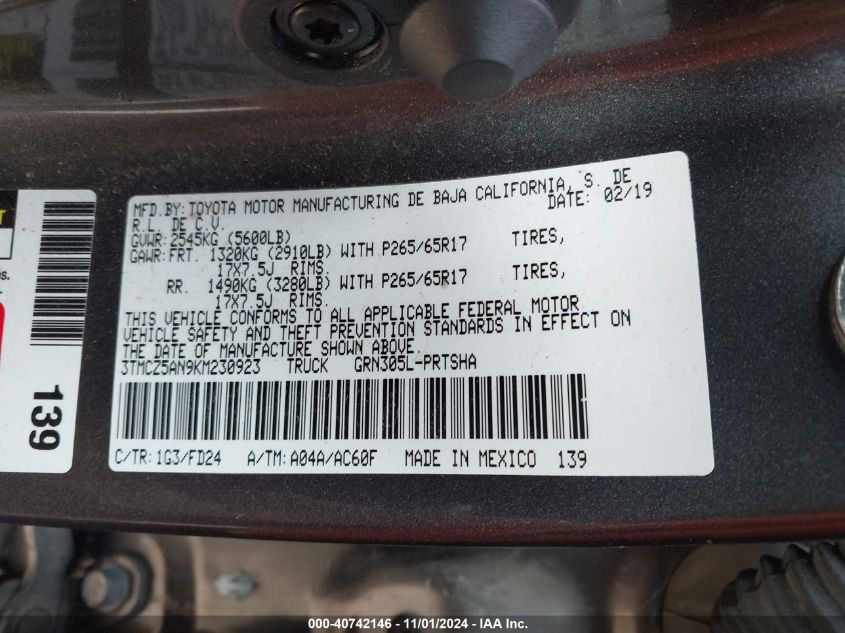 MFD.BY:TOYOTA MOTOR MANUFACTURING DE BAJA CALIFORNIA, S. DE
R.L. DE C.V. DATE: 02/19
GVWR:2545KG (5600LB)
GAWR:FRT. 1320KG (2910LB) WITH P265/65R17 TIRES,
17X7.5J RIMS.
RR. 1490KG (3280LB) WITH P265/65R17 TIRES,
17X7.5J RIMS.
THIS VEHICLE CONFORMS TO ALL APPLICABLE FEDERAL MOTOR
VEHICLE SAFETY AND THEFT PREVENTION STANDARDS IN EFFECT ON
THE DATE OF MANUFACTURE SHOWN ABOVE.
3TMCZ5AN9KM230923 TRUCK GRN305L-PRTSHA
C/TR:1G3/FD24 A/TM:A04A/AC60F MADE IN MEXICO 139
139
000-40742146 - 11/01/2024 - IAA Inc.